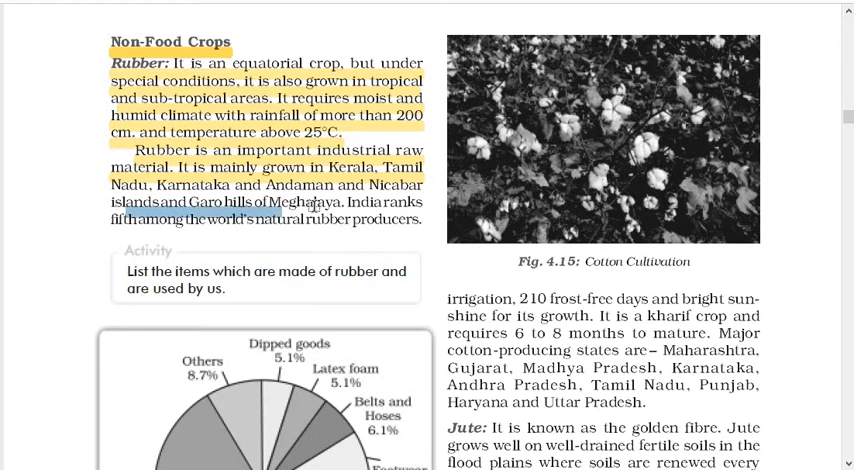 Non-Food Crops
Rubber: It is an equatorial crop, but under
special conditions, it is also grown in tropical
and sub-tropical areas. It requires moist and
humid climate with rainfall of more than 200
cm. and temperature above 25°C.
Rubber is an important industrial raw
material. It is mainly grown in Kerala, Tamil
Nadu, Karnataka and Andaman and Nicabar
islands and Garo hills of Meghalaya. India ranks
fifth among the world's natural rubber producers.
Activity
List the items which are made of rubber and
are used by us.
Dipped goods
5.1%
Others
8.7%
Latex foam
5.1%
Belts and
Hoses
6.1%
Footwear
Fig. 4.15: Cotton Cultivation
irrigation, 210 frost-free days and bright sun-
shine for its growth. It is a kharif crop and
requires 6 to 8 months to mature. Major
cotton-producing states are– Maharashtra,
Gujarat, Madhya Pradesh, Karnataka,
Andhra Pradesh, Tamil Nadu, Punjab,
Haryana and Uttar Pradesh.
Jute: It is known as the golden fibre. Jute
grows well on well-drained fertile soils in the
flood plains where soils are renewed every